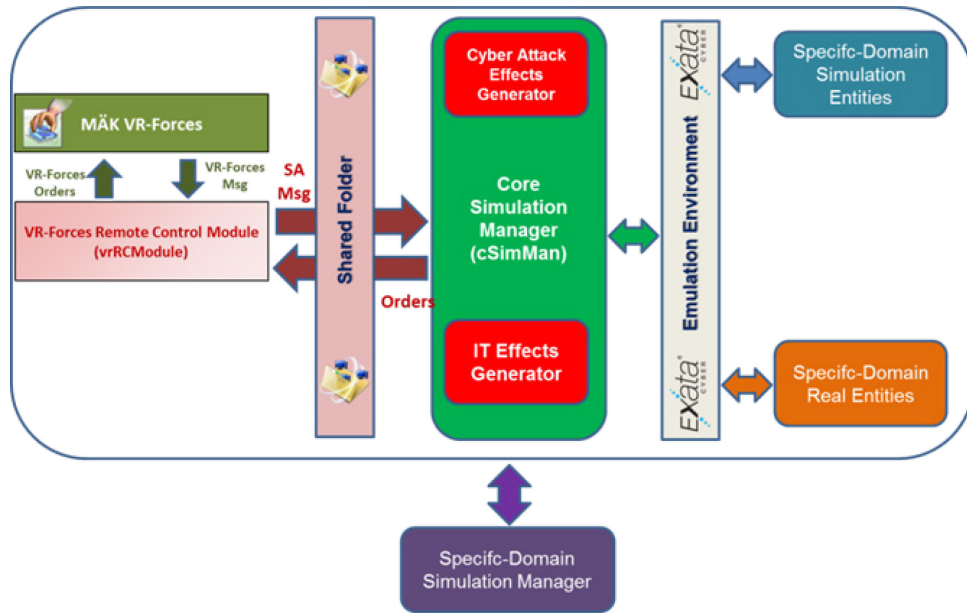 MÄK VR-Forces
VR-Forces
Orders
VR-Forces
Msg
VR-Forces Remote Control Module
(vrRCModule)
SA
Msg
Orders
Shared Folder
Cyber Attack
Effects
Generator
Core
Simulation
Manager
(cSimMan)
IT Effects
Generator
EXata
CYBER
Emulation Environment
EXata
CYBER
Specifc-Domain
Simulation
Entities
Specifc-Domain
Real Entities
Specifc-Domain
Simulation Manager